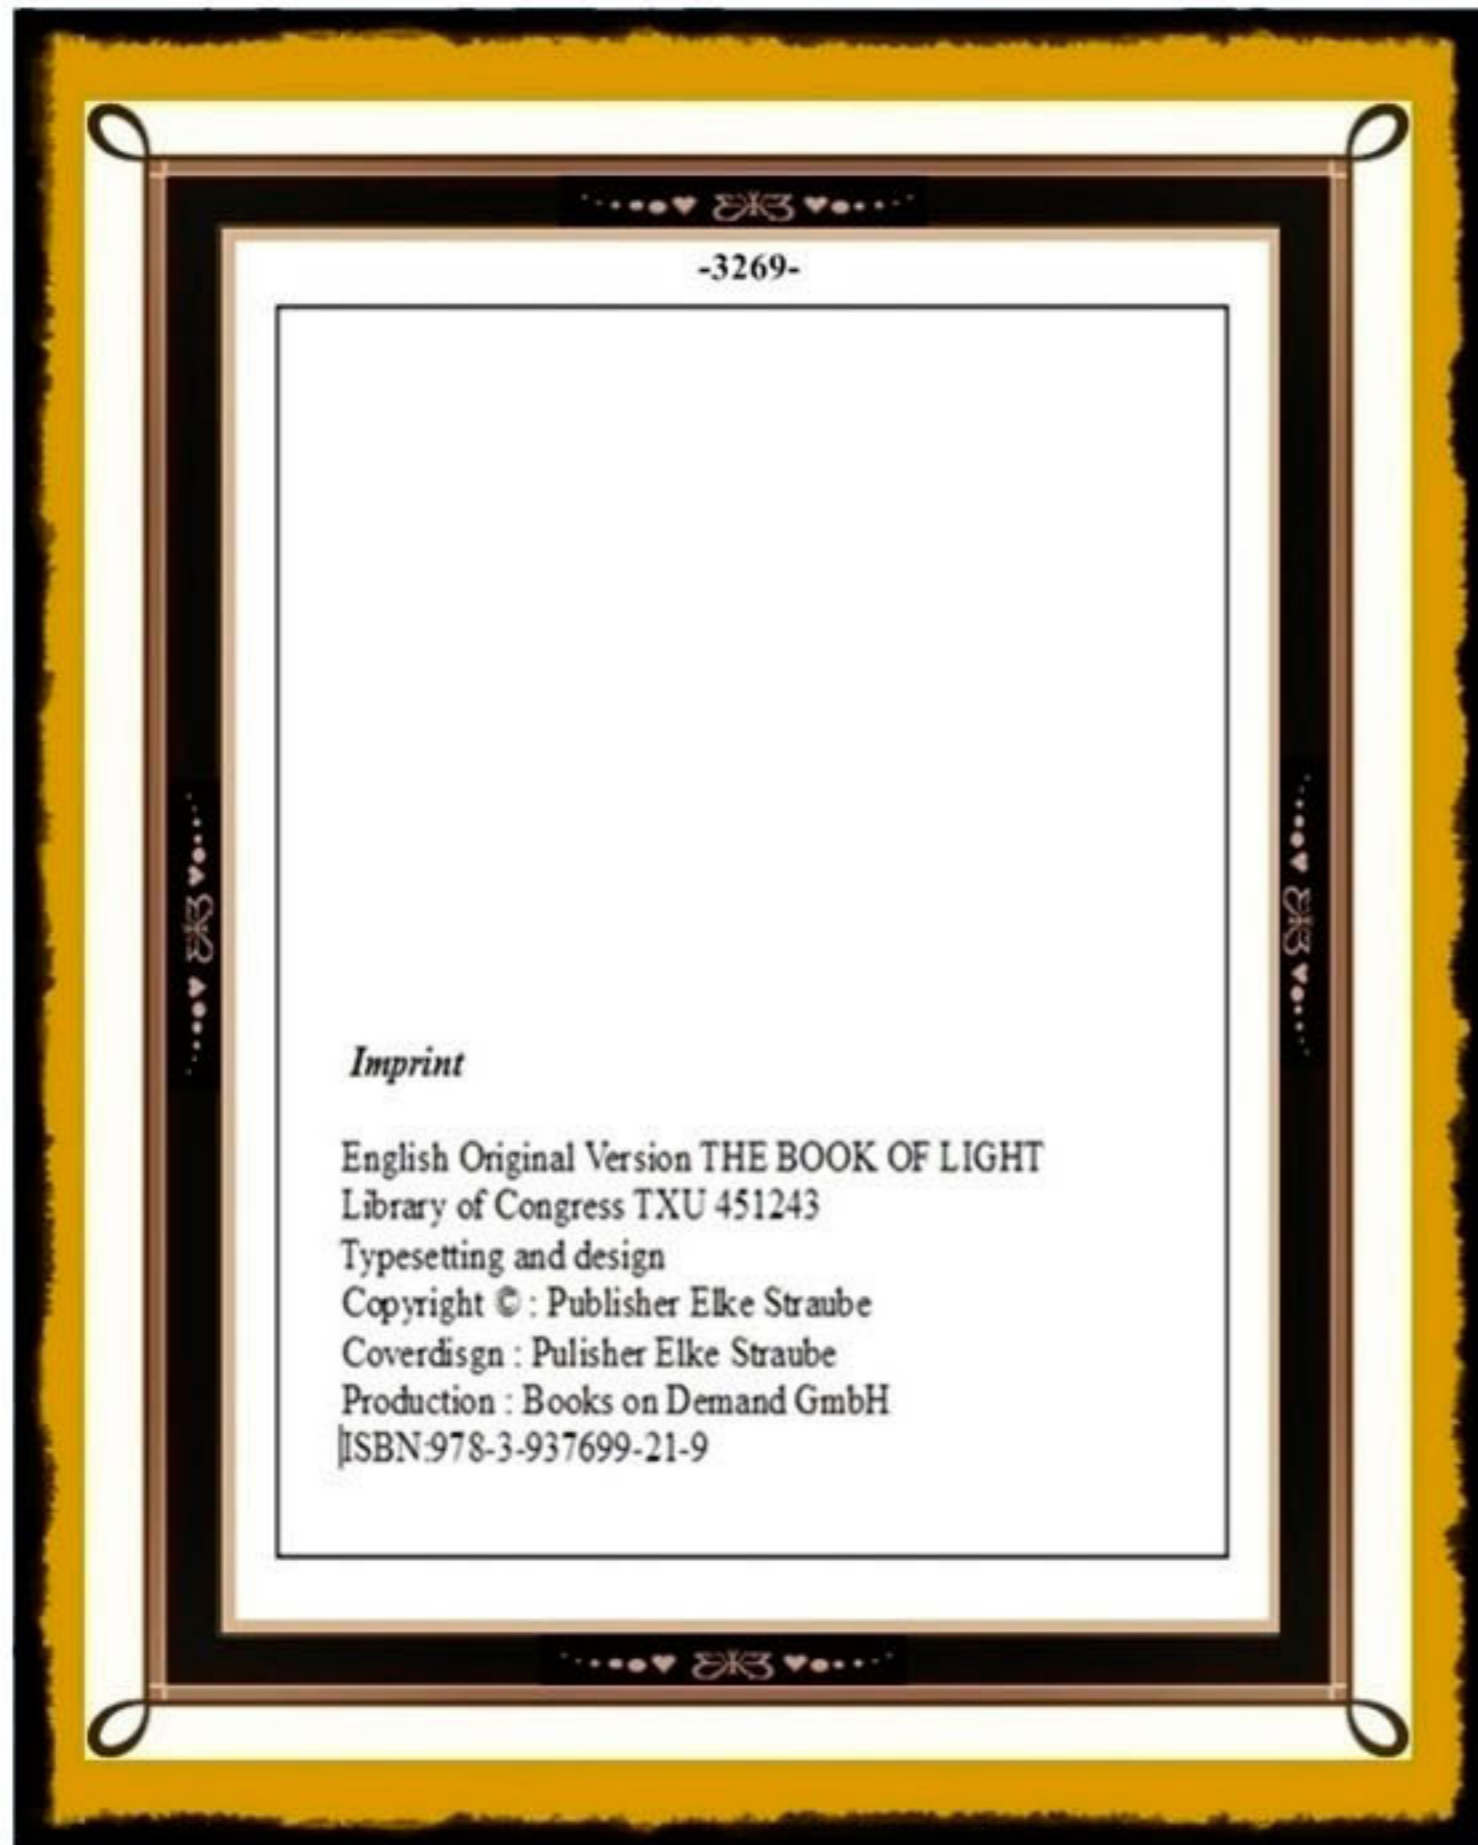 -3269-
Imprint
English Original Version THE BOOK OF LIGHT
Library of Congress TXU 451243
Typesetting and design
Copyright © : Publisher Elke Straube
Coverdisgn : Pulisher Elke Straube
Production : Books on Demand GmbH
ISBN:978-3-937699-21-9